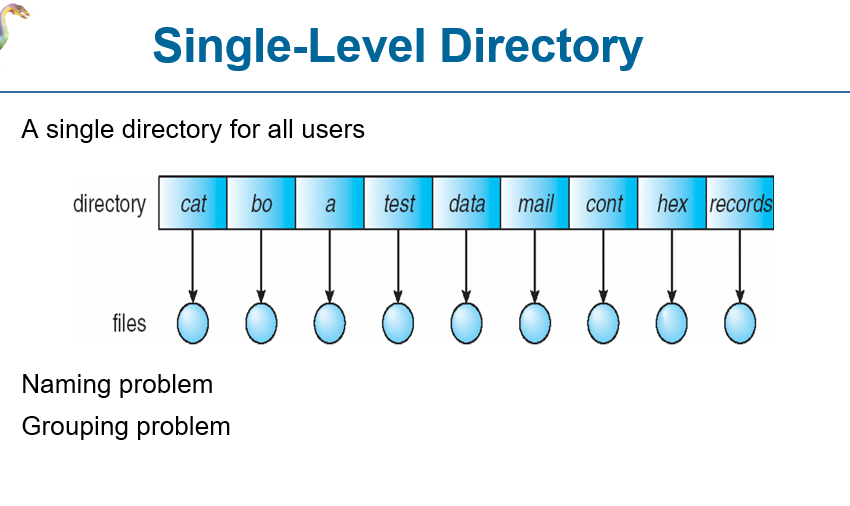 Single-Level Directory
A single directory for all users
directory cat bo a test data mail cont hex records
files
Naming problem
Grouping problem